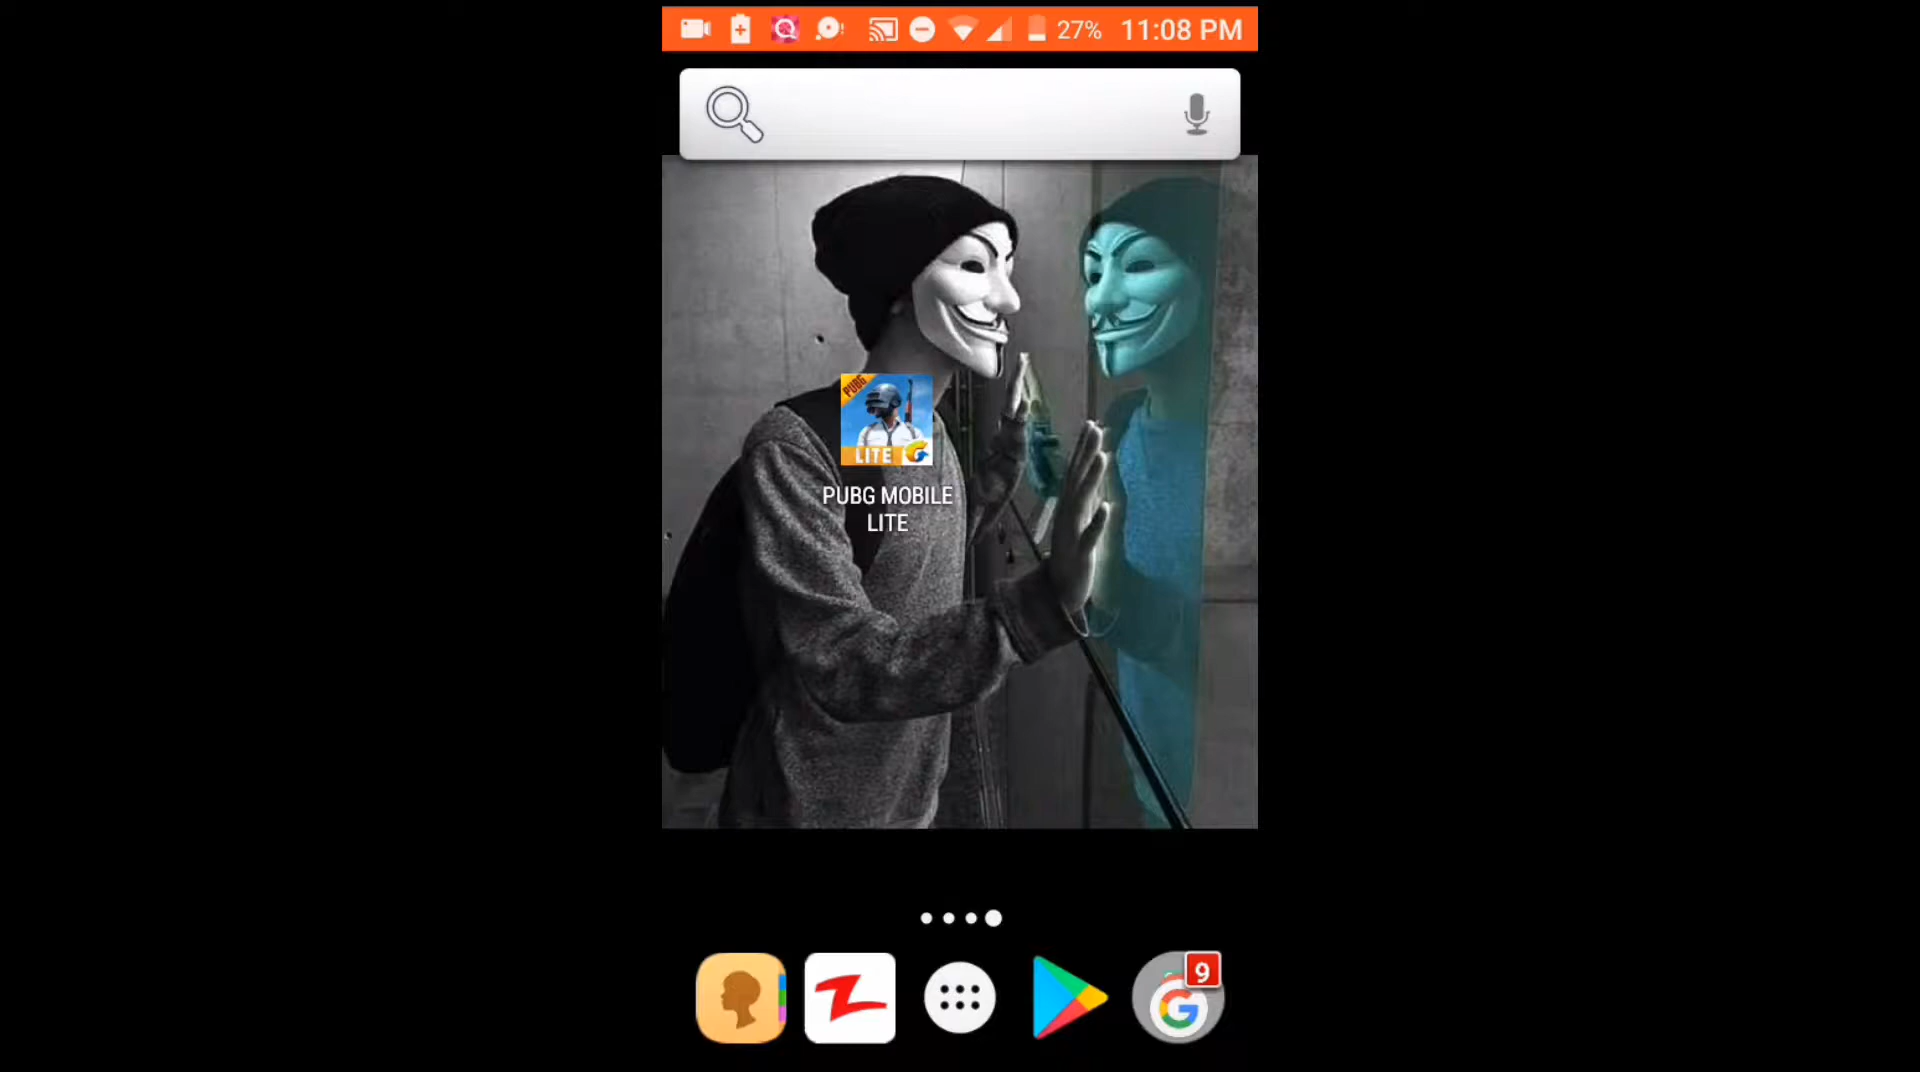 27% 11:08 PM
PUBG
LITE
PUBG MOBILE
LITE
9